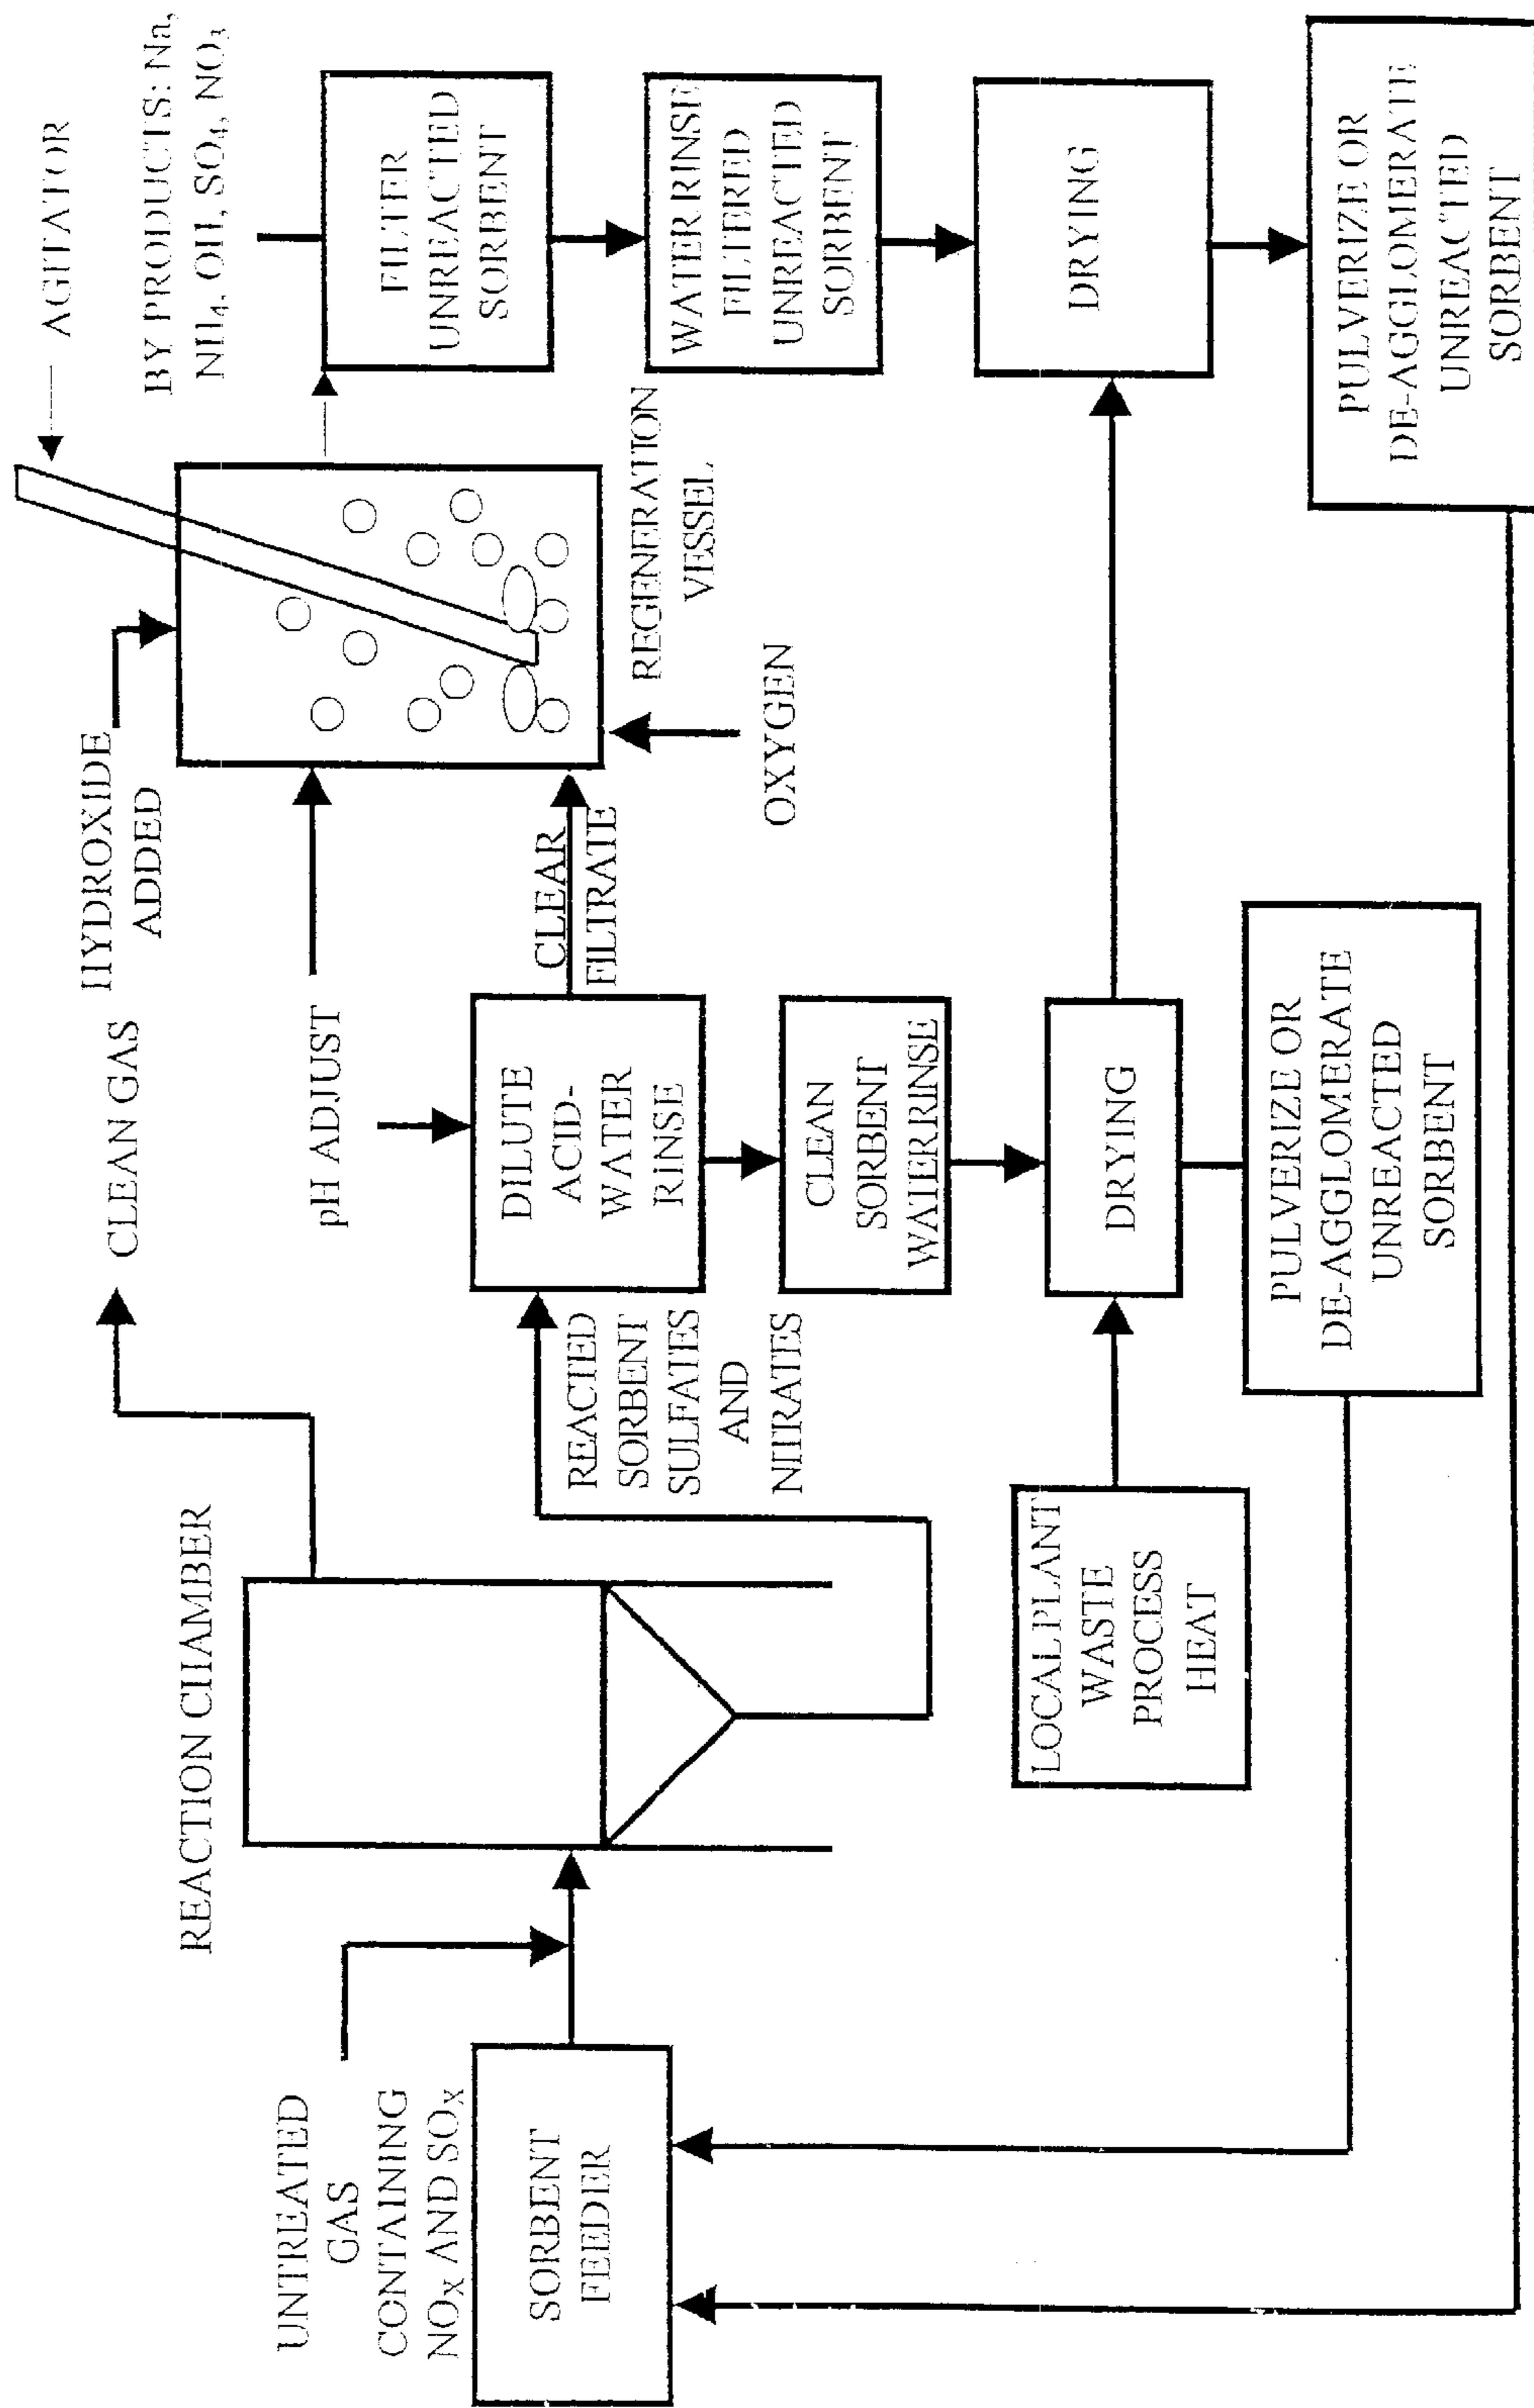 UNTREATED
GAS
CONTAINING
NOX AND SOX
SORBENT
FEEDER
REACTION CHAMBER
CLEAN GAS
REACTED
SORBENT
SULFATES
AND
NITRATES
pH ADJUST
DILUTE
ACID-
WATER
RINSE
CLEAR
FILTRATE
HYDROXIDE
ADDED
AGITATOR
REGENERATION
VESSEL
OXYGEN
BY PRODUCTS: Na,
NH4, OH, SO4, NO3
FILTER
UNREACTED
SORBENT
WATER RINSE
FILTERED
UNREACTED
SORBENT
DRYING
PULVERIZE OR
DE-AGGLOMERATE
UNREACTED
SORBENT
CLEAN
SORBENT
WATER RINSE
LOCAL PLANT
WASTE
PROCESS
HEAT
DRYING
PULVERIZE OR
DE-AGGLOMERATE
UNREACTED
SORBENT